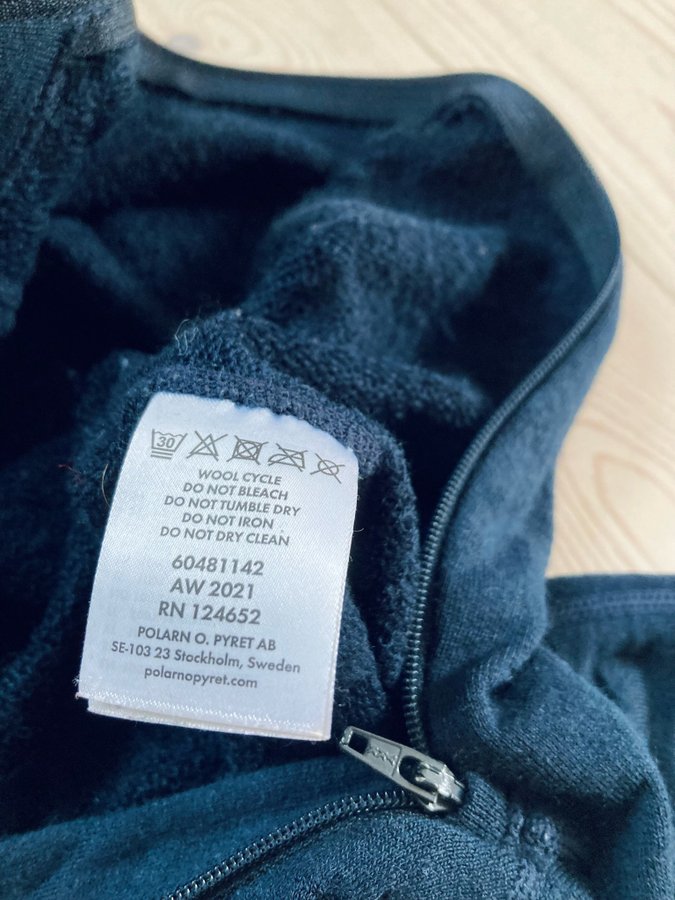 30
WOOL CYCLE
DO NOT BLEACH
DO NOT TUMBLE DRY
DO NOT IRON
DO NOT DRY CLEAN
60481142
AW 2021
RN 124652
POLARN O. PYRET AB
SE-103 23 Stockholm, Sweden
polarnopyret.com